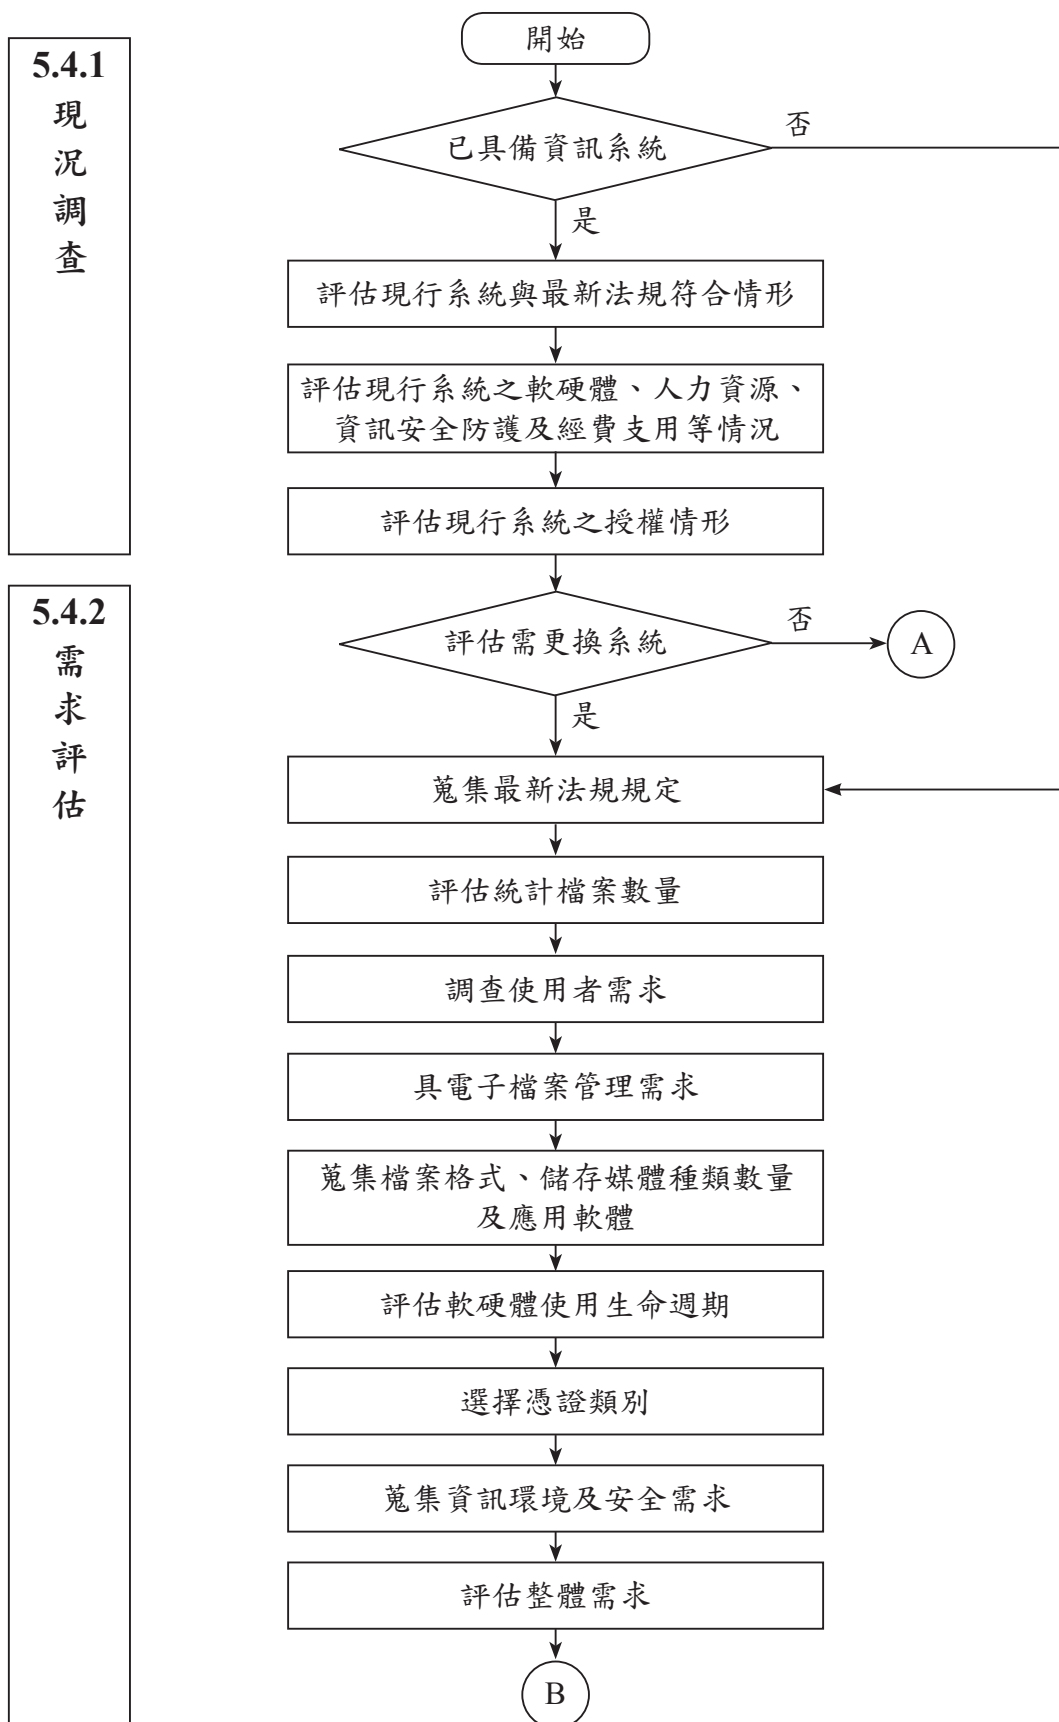 5.4.1
現
況
調
查
開始
已具備資訊系統
否
是
評估現行系統與最新法規符合情形
評估現行系統之軟硬體、人力資源、
資訊安全防護及經費支用等情況
評估現行系統之授權情形
5.4.2
需
求
評
估
評估需更換系統
否
A
是
蒐集最新法規規定
評估統計檔案數量
調查使用者需求
具電子檔案管理需求
蒐集檔案格式、儲存媒體種類數量
及應用軟體
評估軟硬體使用生命週期
選擇憑證類別
蒐集資訊環境及安全需求
評估整體需求
B